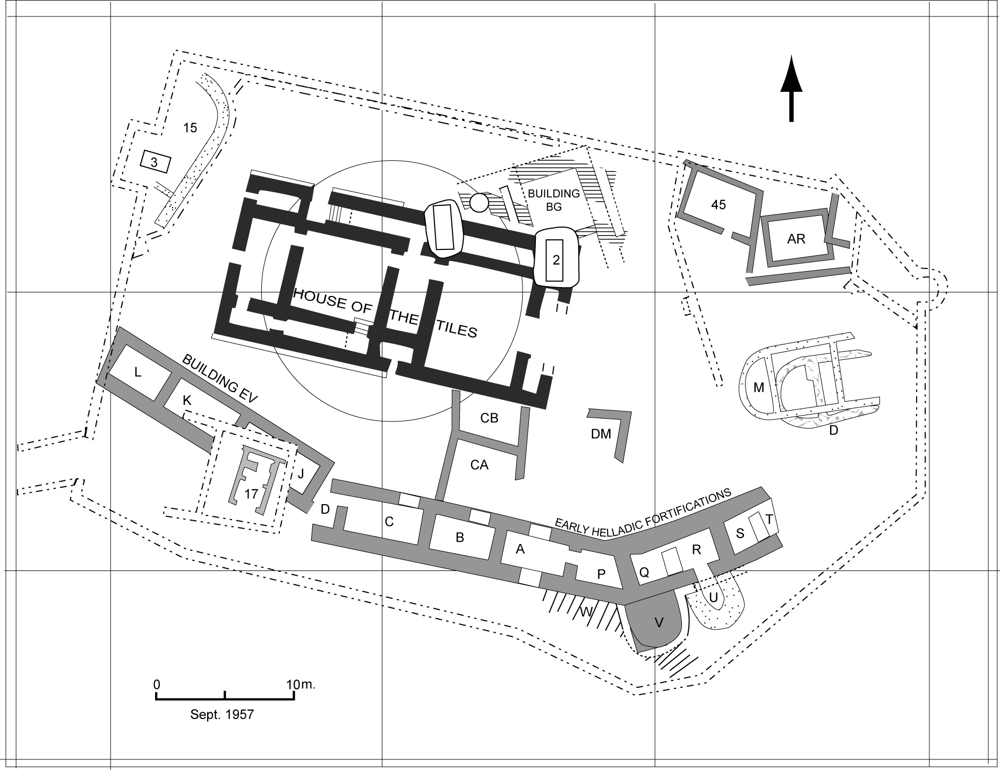 15
3
BUILDING
BG
45
AR
2
HOUSE OF THE TILES
L
BUILDING EV
K
M
CB
DM
D
CA
J
17
D
C
B
A
EARLY HELLADIC FORTIFICATIONS
S
T
R
P
Q
U
W
V
0
10m.
Sept. 1957